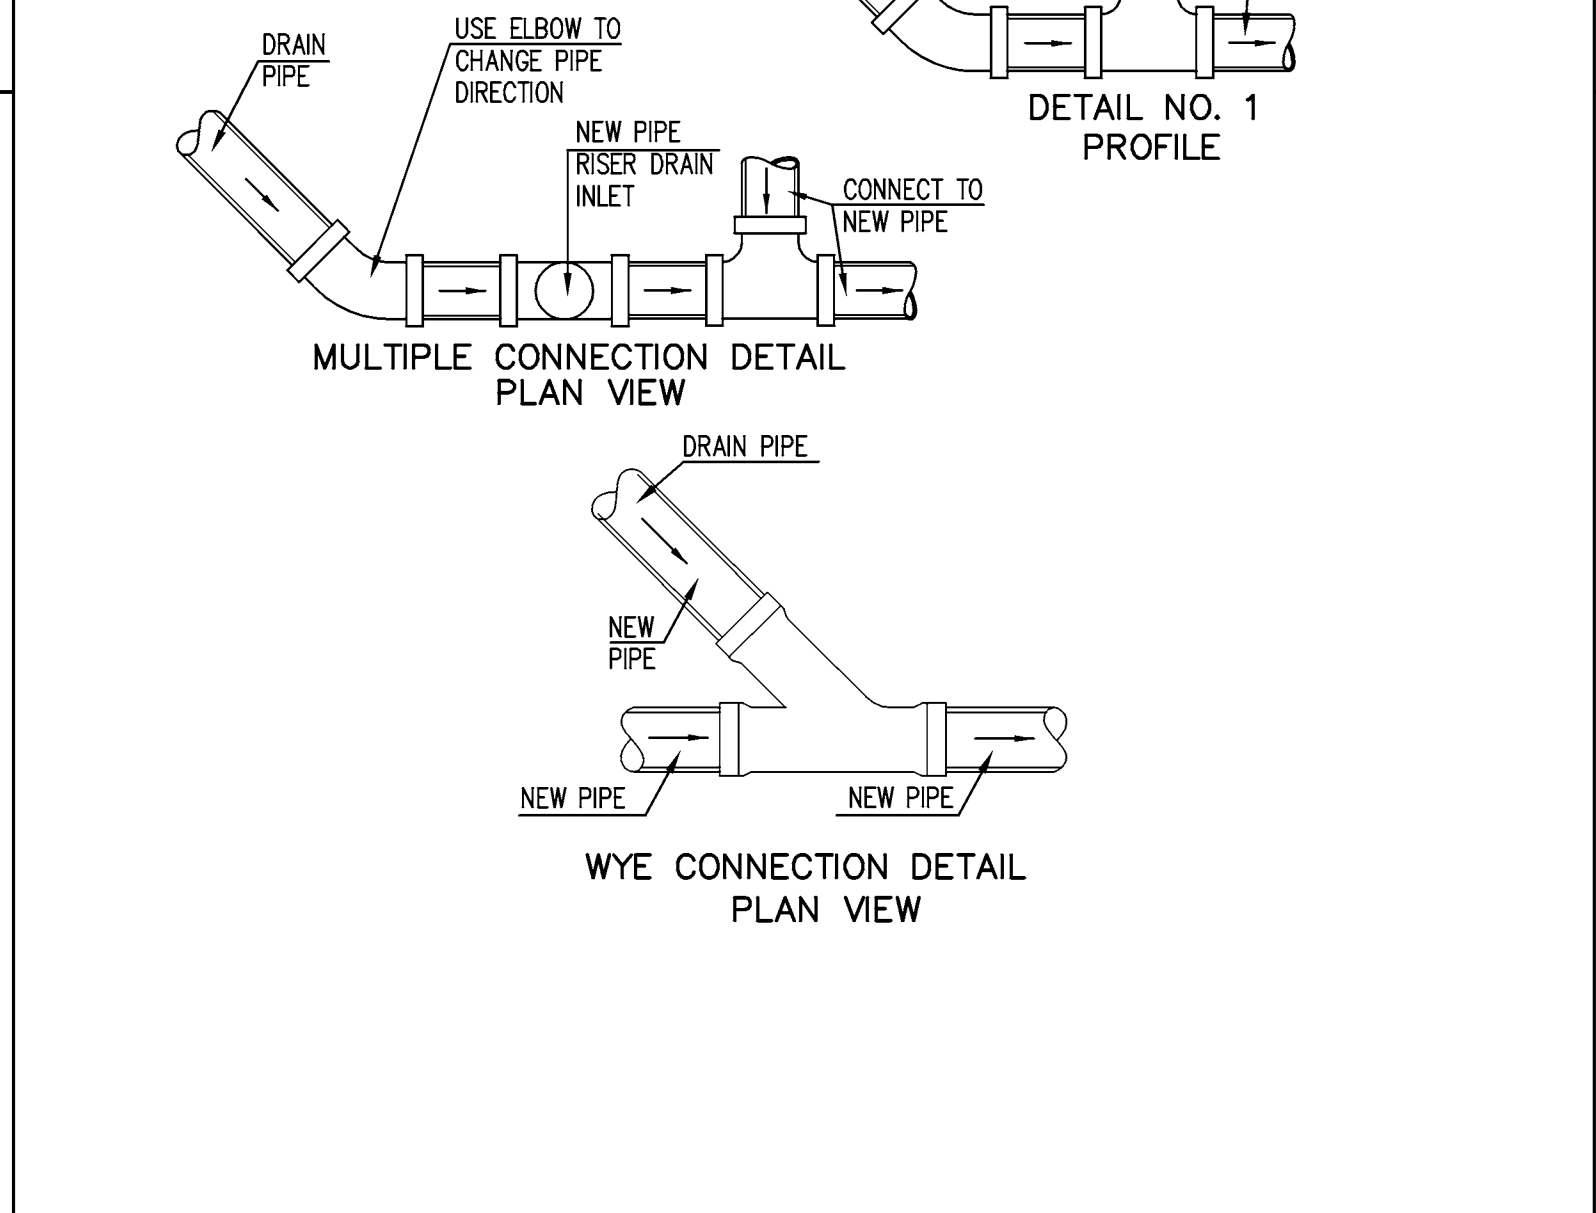 USE ELBOW TO
CHANGE PIPE
DIRECTION
DRAIN
PIPE
NEW PIPE
RISER DRAIN
INLET
CONNECT TO
NEW PIPE
DETAIL NO. 1
PROFILE
MULTIPLE CONNECTION DETAIL
PLAN VIEW
DRAIN PIPE
NEW
PIPE
NEW PIPE
NEW PIPE
WYE CONNECTION DETAIL
PLAN VIEW